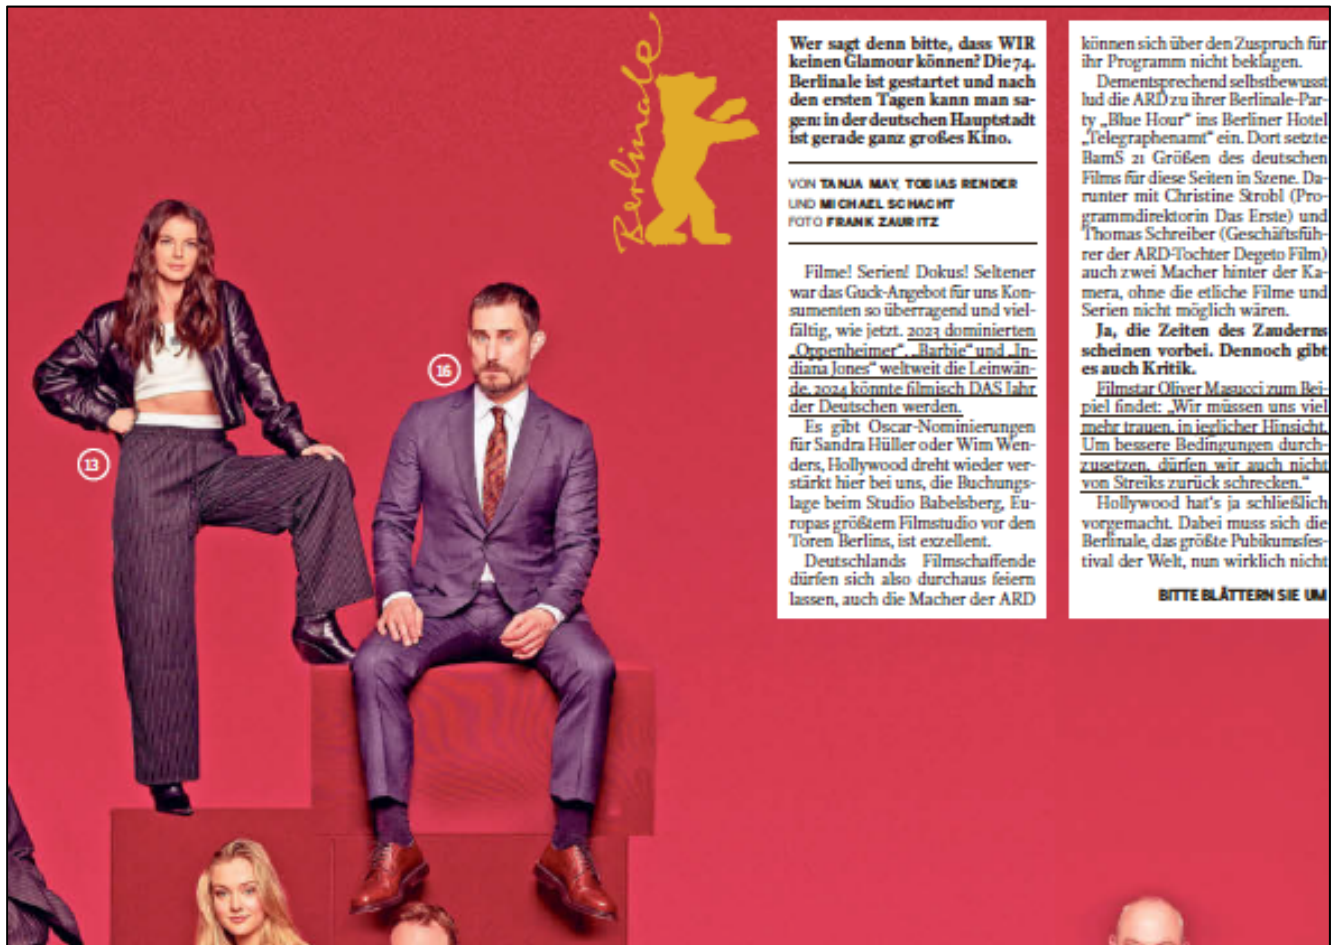 Berlinale
13
16
Wer sagt denn bitte, dass WIR
keinen Glamour können? Die 74.
Berlinale ist gestartet und nach
den ersten Tagen kann man sa-
gen: in der deutschen Hauptstadt
ist gerade ganz großes Kino.
VON TANJA MAY, TOBIAS RENDER
UND MICHAEL SCHACHT
FOTO FRANK ZAURITZ
Filme! Serien! Dokus! Seltener
war das Guck-Angebot für uns Kon-
sumenten so überragend und viel-
fältig, wie jetzt. 2023 dominierten
„Oppenheimer“, „Barbie“ und „In-
diana Jones“ weltweit die Leinwän-
de. 2024 könnte filmisch DAS Jahr
der Deutschen werden.
Es gibt Oscar-Nominierungen
für Sandra Hüller oder Wim Wen-
ders, Hollywood dreht wieder ver-
stärkt hier bei uns, die Buchungs-
lage beim Studio Babelsberg, Eu-
ropas größtem Filmstudio vor den
Toren Berlins, ist exzellent.
Deutschlands Filmschaffende
dürfen sich also durchaus feiern
lassen, auch die Macher der ARD
können sich über den Zuspruch für
ihr Programm nicht beklagen.
Dementsprechend selbstbewusst
lud die ARD zu ihrer Berlinale-Par-
ty „Blue Hour“ ins Berliner Hotel
„Telegraphenamt“ ein. Dort setzte
BamS 21 Größen des deutschen
Films für diese Seiten in Szene. Da-
runter mit Christine Strobl (Pro-
grammdirektorin Das Erste) und
Thomas Schreiber (Geschäftsfüh-
rer der ARD-Tochter Degeto Film)
auch zwei Macher hinter der Ka-
mera, ohne die etliche Filme und
Serien nicht möglich wären.
Ja, die Zeiten des Zauderns
scheinen vorbei. Dennoch gibt
es auch Kritik.
Filmstar Oliver Masucci zum Bei-
piel findet: „Wir müssen uns viel
mehr trauen, in jeglicher Hinsicht.
Um bessere Bedingungen durch-
zusetzen, dürfen wir auch nicht
von Streiks zurück schrecken.“
Hollywood hat's ja schließlich
vorgemacht. Dabei muss sich die
Berlinale, das größte Pubikumsfes-
tival der Welt, nun wirklich nicht
BITTE BLÄTTERN SIE UM